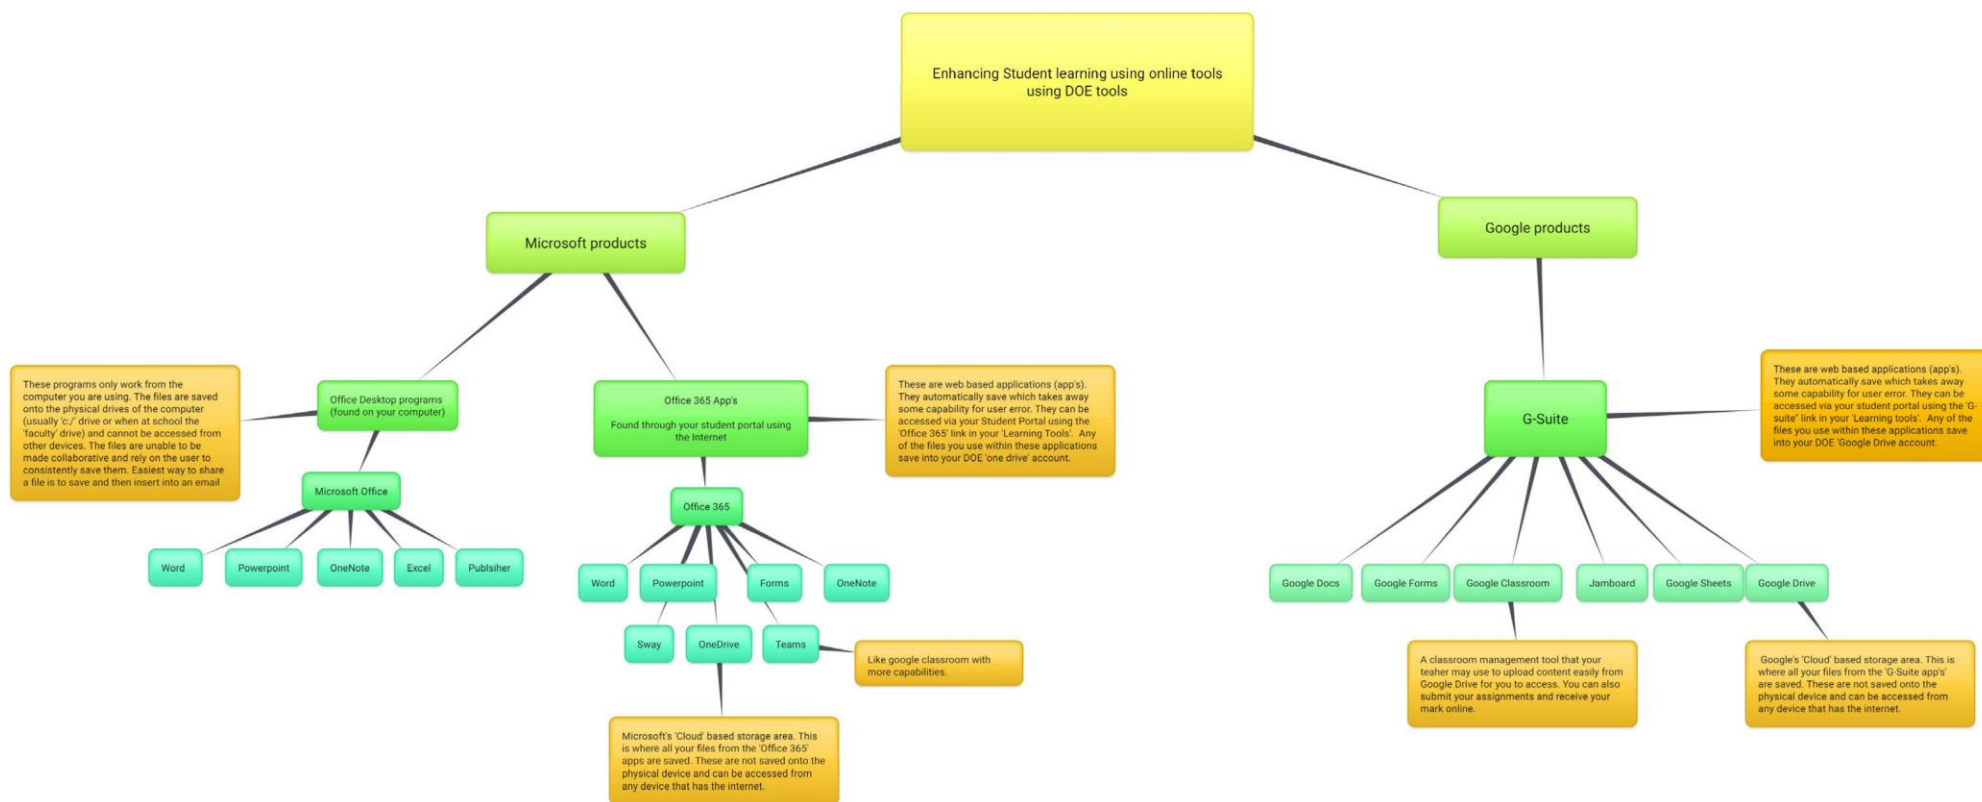 Enhancing Student learning using online tools
using DOE tools
Microsoft products
Google products
These programs only work from the
computer you are using. The files are saved
onto the physical drives of the computer
(usually 'c:/' drive or when at school the
'faculty' drive) and cannot be accessed from
other devices. The files are unable to be
made collaborative and rely on the user to
consistently save them. Easiest way to share
a file is to save and then insert into an email
Office Desktop programs
(found on your computer)
Office 365 App's
Found through your student portal using
the Internet
These are web based applications (app's).
They automatically save which takes away
some capability for user error. They can be
accessed via your Student Portal using the
'Office 365' link in your 'Learning Tools'.  Any
of the files you use within these applications
save into your DOE 'one drive' account.
G-Suite
These are web based applications (app's).
They automatically save which takes away
some capability for user error. They can be
accessed via your student portal using the 'G-
suite" link in your 'Learning tools'.  Any of the
files you use within these applications save
into your DOE 'Google Drive account.
Microsoft Office
Office 365
Word
Powerpoint
OneNote
Excel
Publsiher
Word
Powerpoint
Forms
OneNote
Sway
OneDrive
Teams
Like google classroom with
more capabilities.
Microsoft's 'Cloud' based storage area. This
is where all your files from the 'Office 365'
apps are saved. These are not saved onto the
physical device and can be accessed from
any device that has the internet.
Google Docs
Google Forms
Google Classroom
Jamboard
Google Sheets
Google Drive
A classroom management tool that your
teaher may use to upload content easily from
Google Drive for you to access. You can also
submit your assignments and receive your
mark online.
Google's 'Cloud' based storage area. This is
where all your files from the 'G-Suite app's'
are saved. These are not saved onto the
physical device and can be accessed from
any device that has the internet.